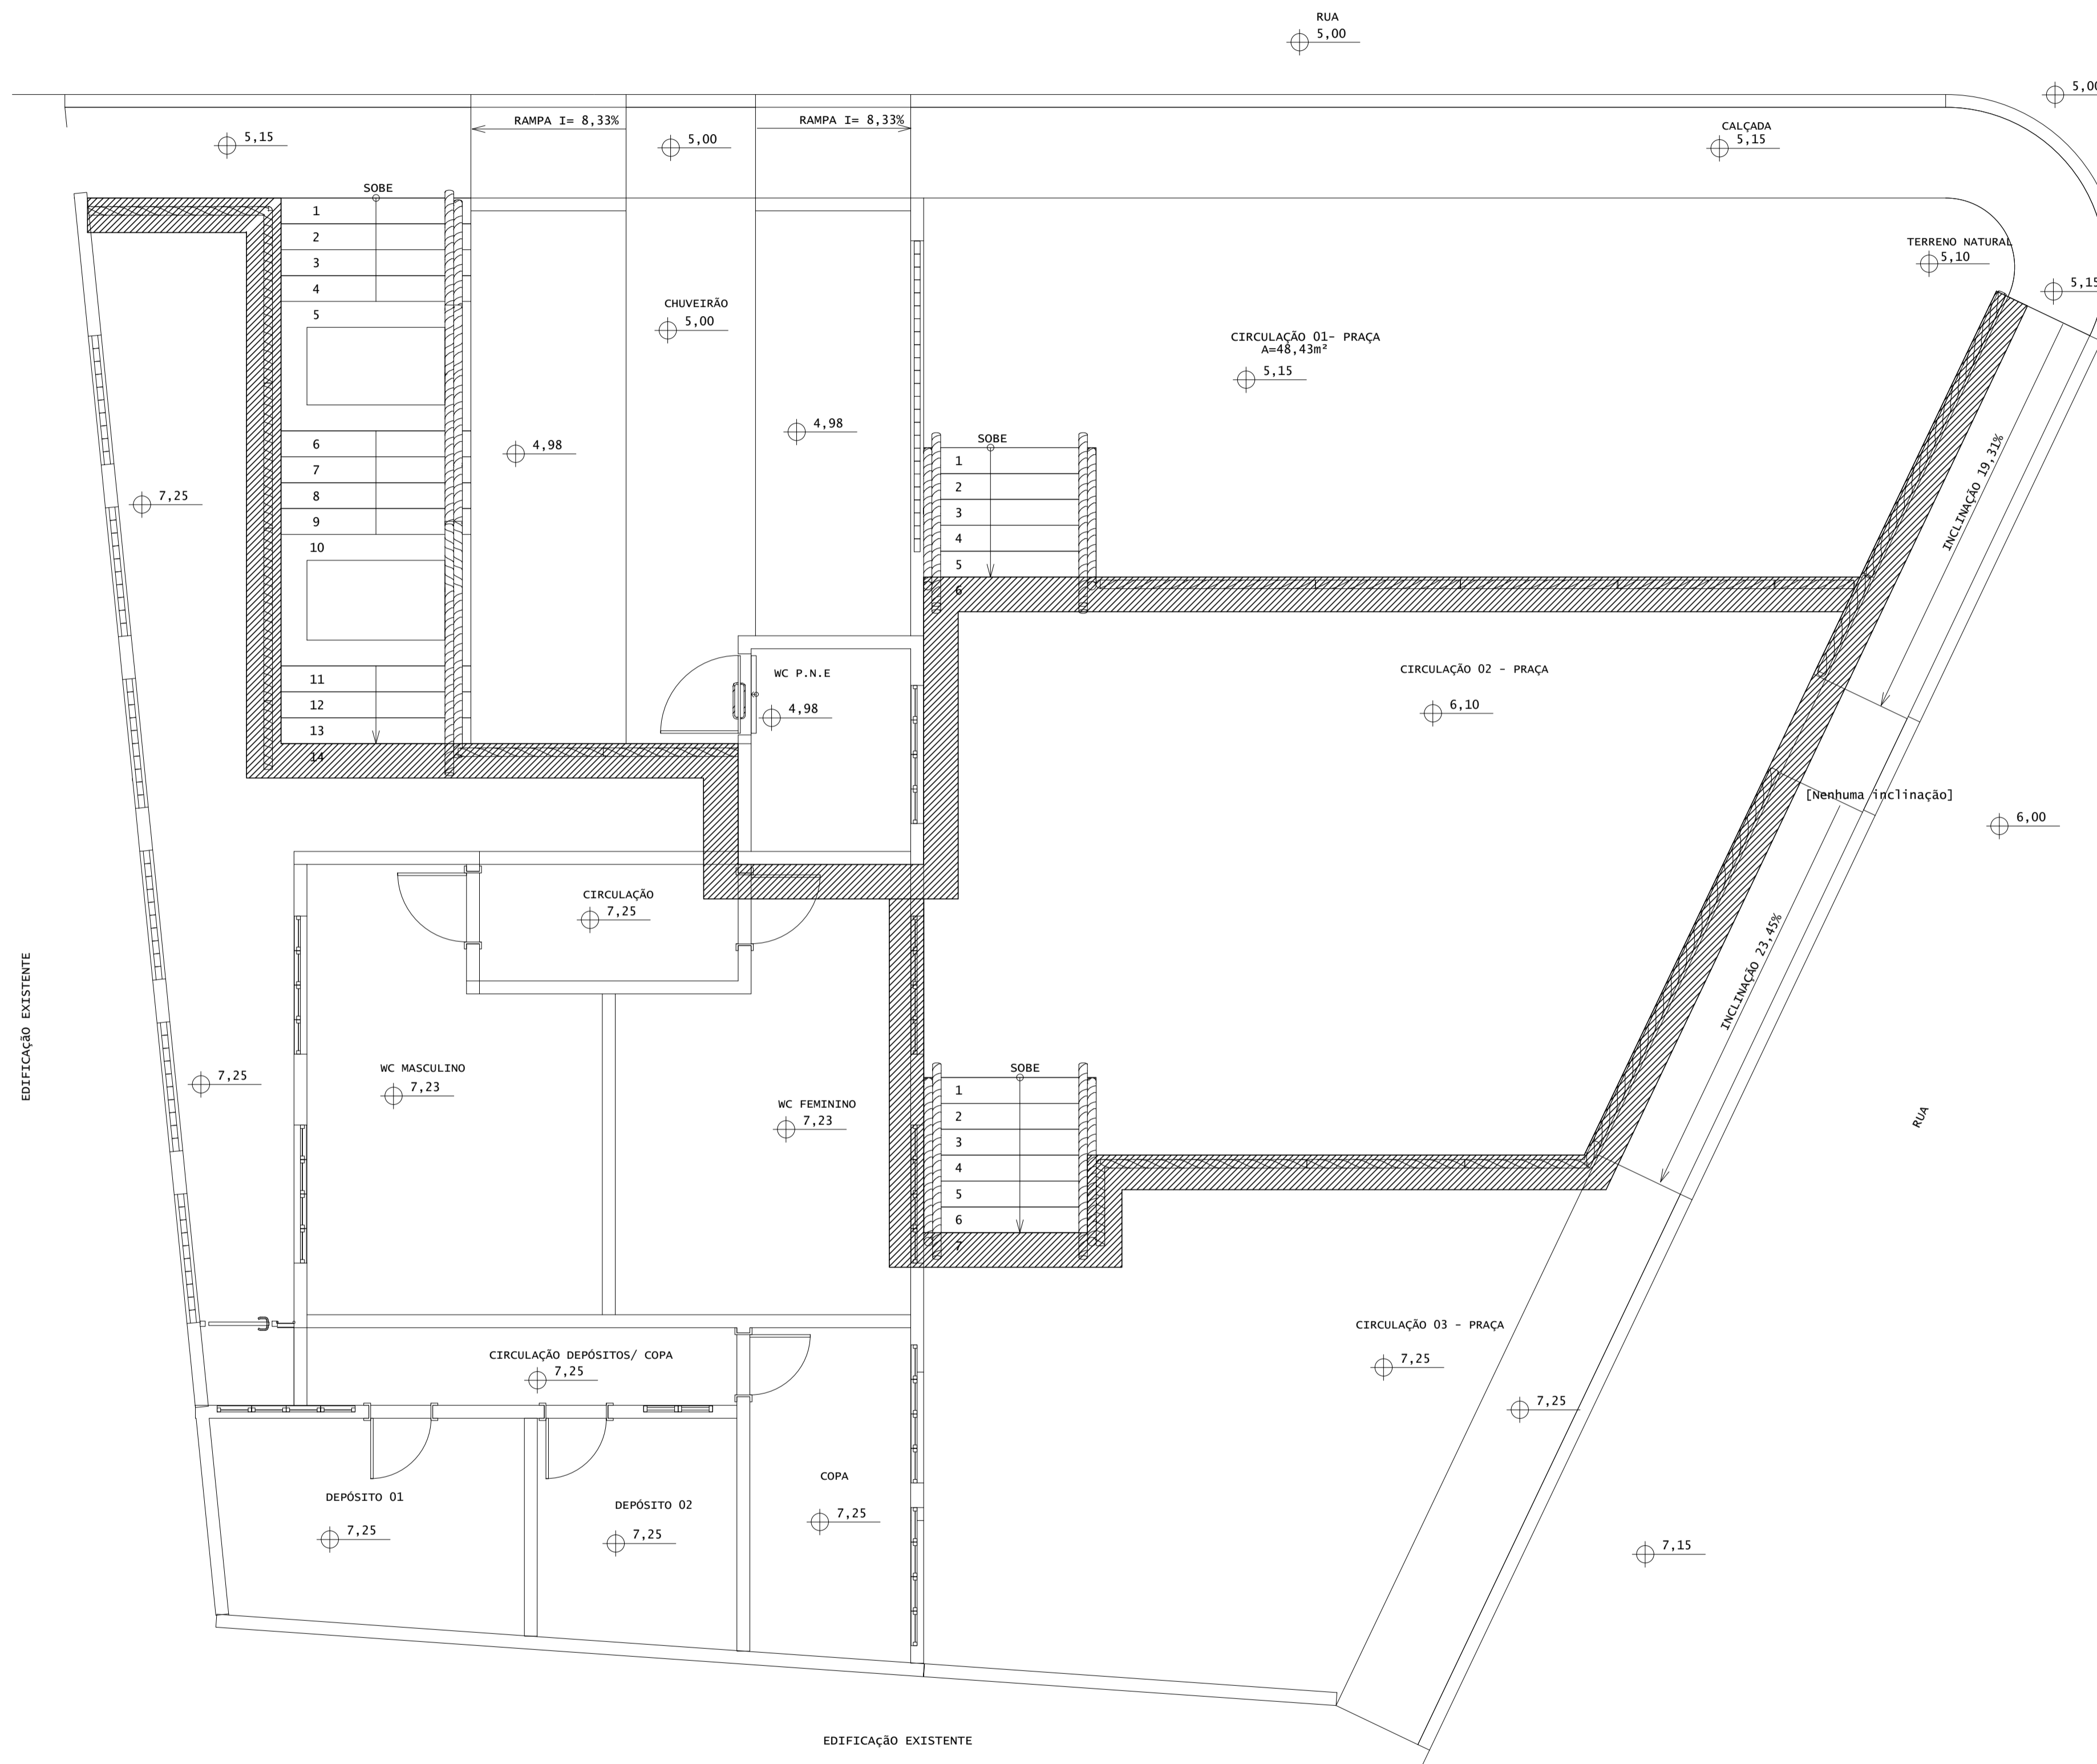 RUA
5,00
5,00
RAMPA I= 8,33%
RAMPA I= 8,33%
CALÇADA
5,15
5,15
5,00
SOBE
1
2
3
4
5
6
7
8
9
10
11
12
13
14
TERRENO NATURAL
5,10
5,15
CHUVEIRÃO
5,00
CIRCULAÇÃO 01- PRAÇA
A=48,43m²
5,15
4,98
4,98
SOBE
1
2
3
4
5
6
INCLINAÇÃO 19,31%
7,25
WC P.N.E
4,98
CIRCULAÇÃO 02 - PRAÇA
6,10
[Nenhuma inclinação]
6,00
CIRCULAÇÃO
7,25
INCLINAÇÃO 23,45%
EDIFICAçãO EXISTENTE
7,25
WC MASCULINO
7,23
WC FEMININO
7,23
SOBE
1
2
3
4
5
6
7
RUA
CIRCULAÇÃO 03 - PRAÇA
7,25
CIRCULAÇÃO DEPÓSITOS/ COPA
7,25
7,25
COPA
7,25
DEPÓSITO 01
7,25
DEPÓSITO 02
7,25
7,15
EDIFICAçãO EXISTENTE